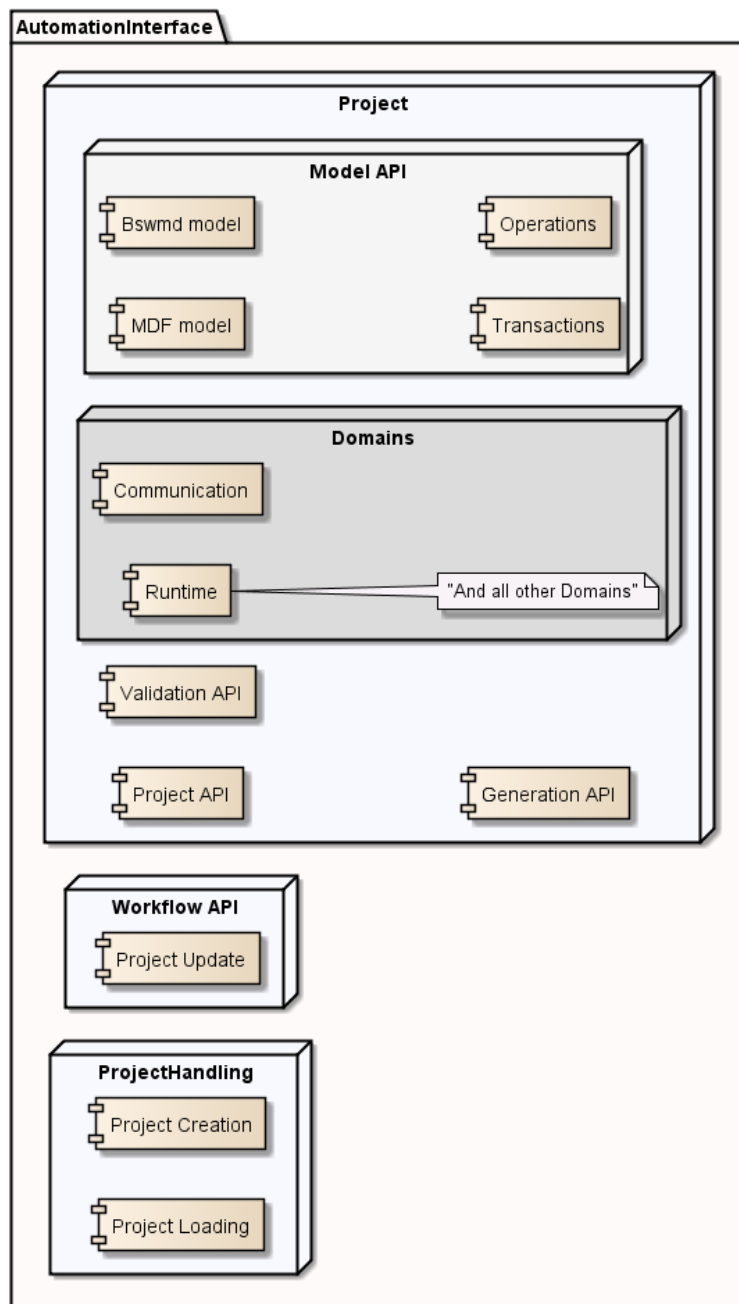 AutomationInterface
Project
Model API
Bswmd model
Operations
MDF model
Transactions
Domains
Communication
Runtime
"And all other Domains"
Validation API
Project API
Generation API
Workflow API
Project Update
ProjectHandling
Project Creation
Project Loading